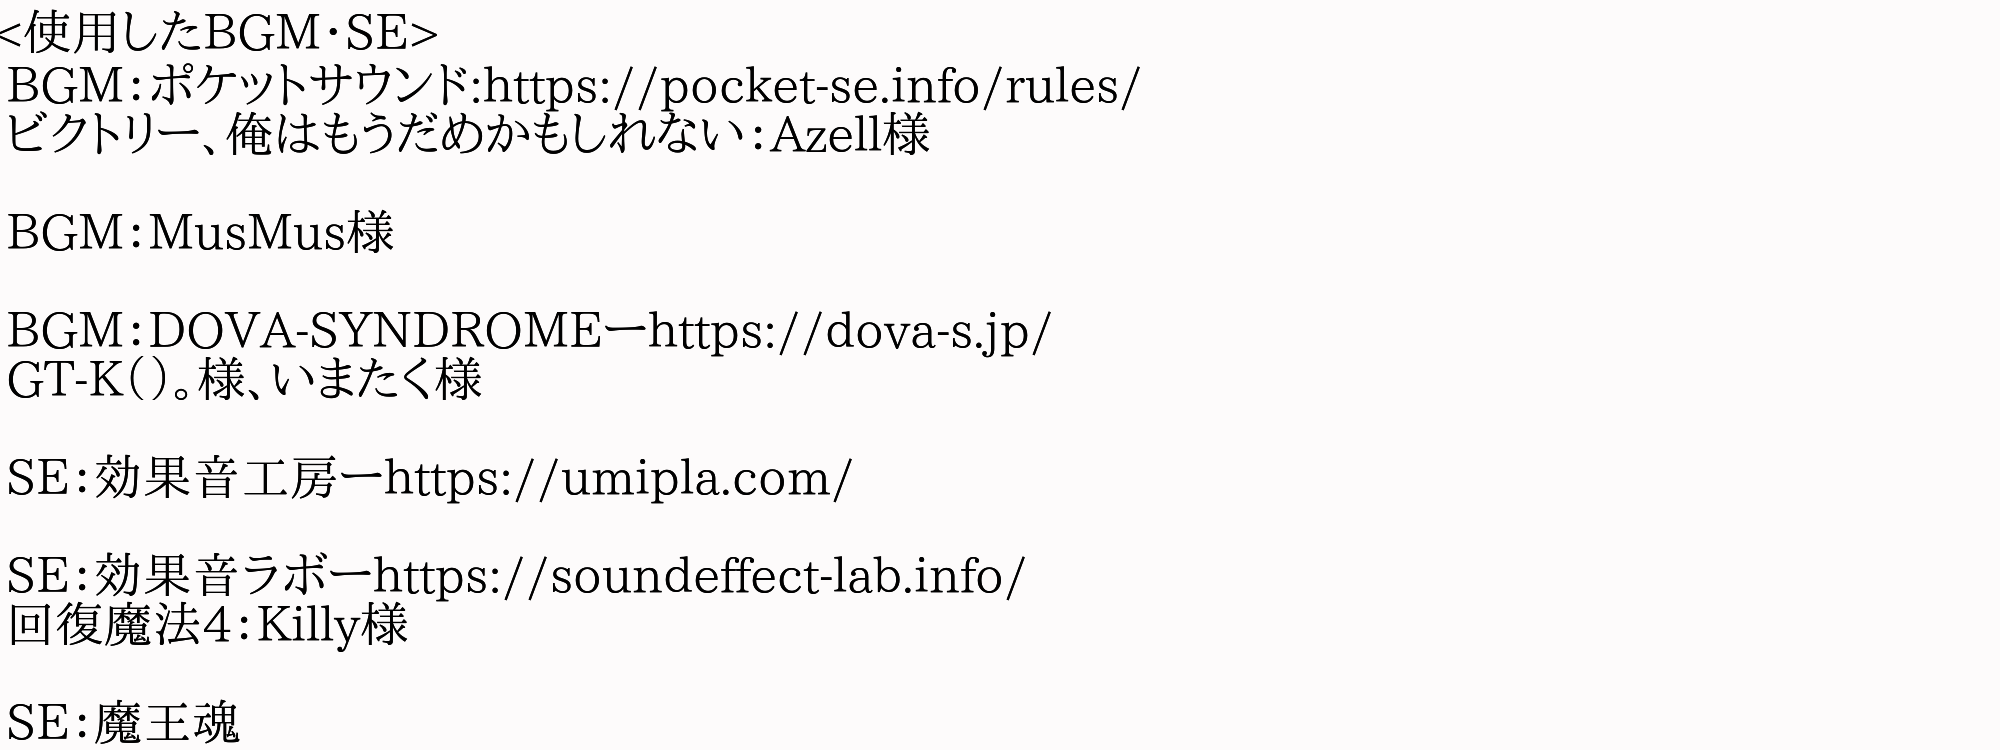 <使用したBGM・SE>
BGM：ポケットサウンド:https://pocket-se.info/rules/
ビクトリー、俺はもうだめかもしれない：Azell様
BGM：MusMus様
BGM：DOVA-SYNDROMEーhttps://dova-s.jp/
GT-K（）。様、いまたく様
SE：効果音工房ーhttps://umipla.com/
SE：効果音ラボーhttps://soundeffect-lab.info/
回復魔法4：Killy様
SE：魔王魂